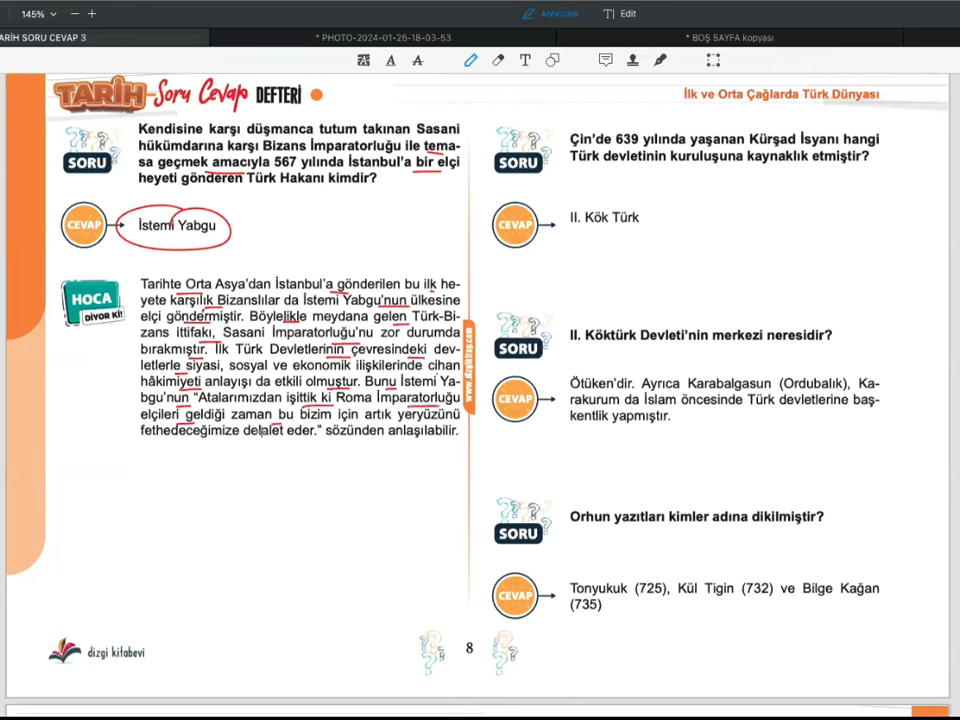 145%
Annotate
Edit
ARİH SORU CEVAP 3
* PHOTO-2024-01-26-18-03-53
* BOŞ SAYFA kopyası
TARİH-Soru Cevap DEFTERİ
İlk ve Orta Çağlarda Türk Dünyası
SORU
Kendisine karşı düşmanca tutum takınan Sasani
hükümdarına karşı Bizans İmparatorluğu ile tema-
sa geçmek amacıyla 567 yılında İstanbul'a bir elçi
heyeti gönderen Türk Hakanı kimdir?
CEVAP
İstemi Yabgu
HOCA
DİYOR Kİ!
Tarihte Orta Asya'dan İstanbul'a gönderilen bu ilk he-
yete karşılık Bizanslılar da İstemi Yabgu'nun ülkesine
elçi göndermiştir. Böylelikle meydana gelen Türk-Bi-
zans ittifakı, Sasani İmparatorluğu'nu zor durumda
bırakmıştır. İlk Türk Devletlerinin çevresindeki dev-
letlerle siyasi, sosyal ve ekonomik ilişkilerinde cihan
hâkimiyeti anlayışı da etkili olmuştur. Bunu İstemi Ya-
bgu'nun "Atalarımızdan işittik ki Roma İmparatorluğu
elçileri geldiği zaman bu bizim için artık yeryüzünü
fethedeceğimize delalet eder." sözünden anlaşılabilir.
www.dizgikitap.com
SORU
Çin'de 639 yılında yaşanan Kürşad İsyanı hangi
Türk devletinin kuruluşuna kaynaklık etmiştir?
CEVAP
II. Kök Türk
SORU
II. Köktürk Devleti'nin merkezi neresidir?
CEVAP
Ötüken'dir. Ayrıca Karabalgasun (Ordubalık), Ka-
rakurum da İslam öncesinde Türk devletlerine baş-
kentlik yapmıştır.
SORU
Orhun yazıtları kimler adına dikilmiştir?
CEVAP
Tonyukuk (725), Kül Tigin (732) ve Bilge Kağan
(735)
dizgi kitabevi
8